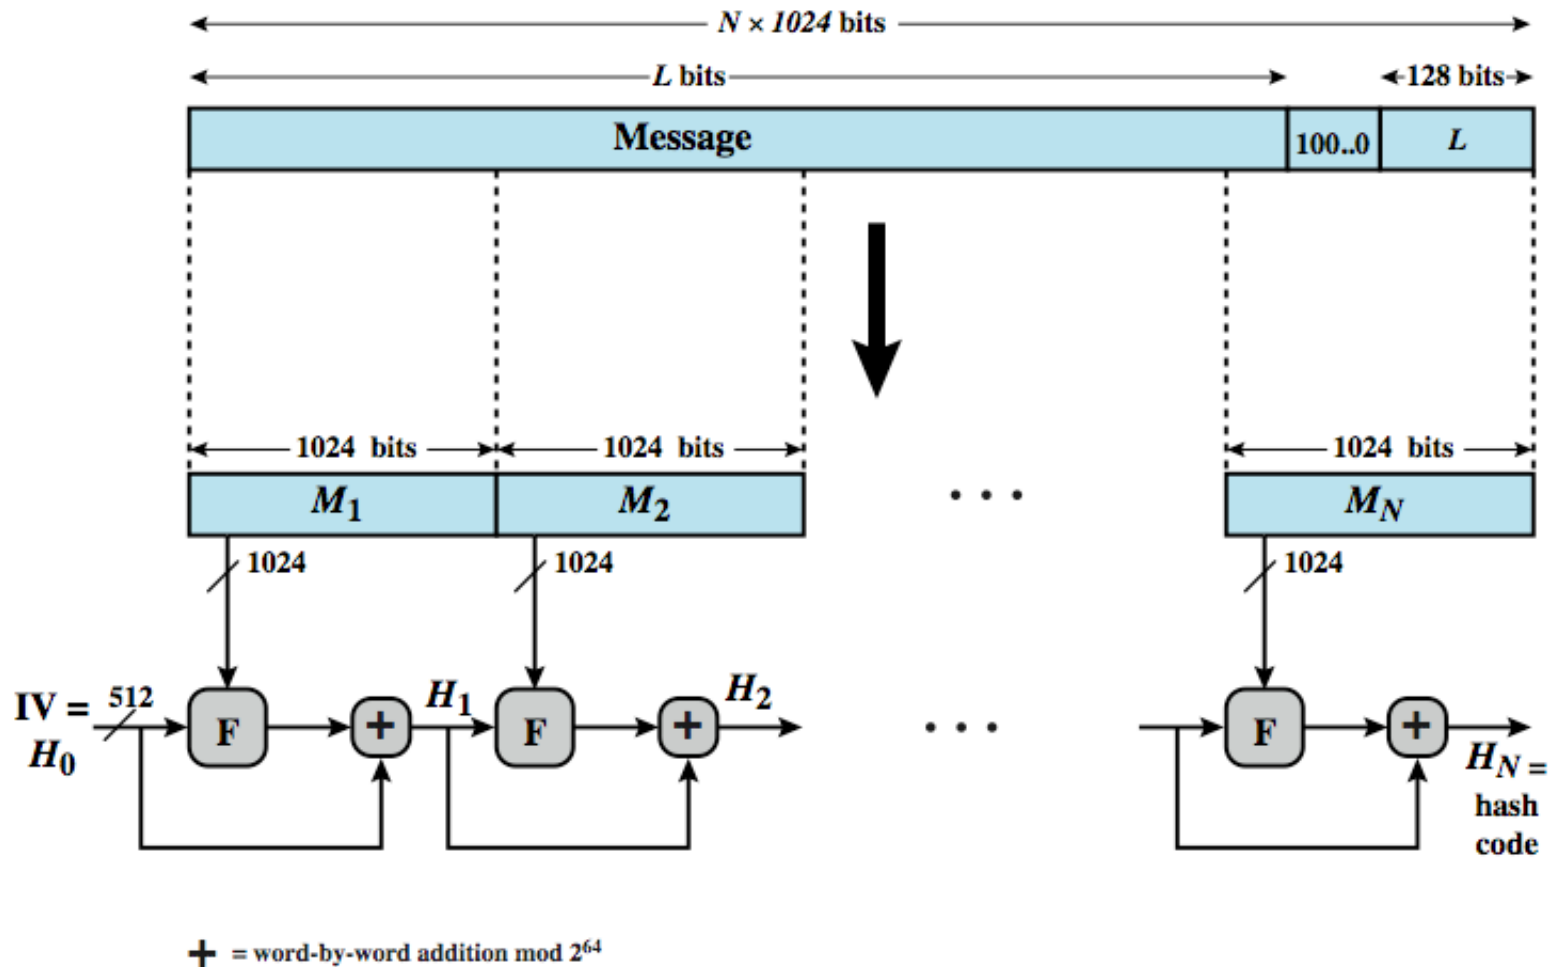 N × 1024 bits
L bits
128 bits
Message
100..0
L
1024 bits
1024 bits
1024 bits
M1
M2
• • •
MN
1024
1024
1024
IV =
H0
512
F
+
H1
F
+
H2
• • •
F
+
HN =
hash
code
+ = word-by-word addition mod 2^64